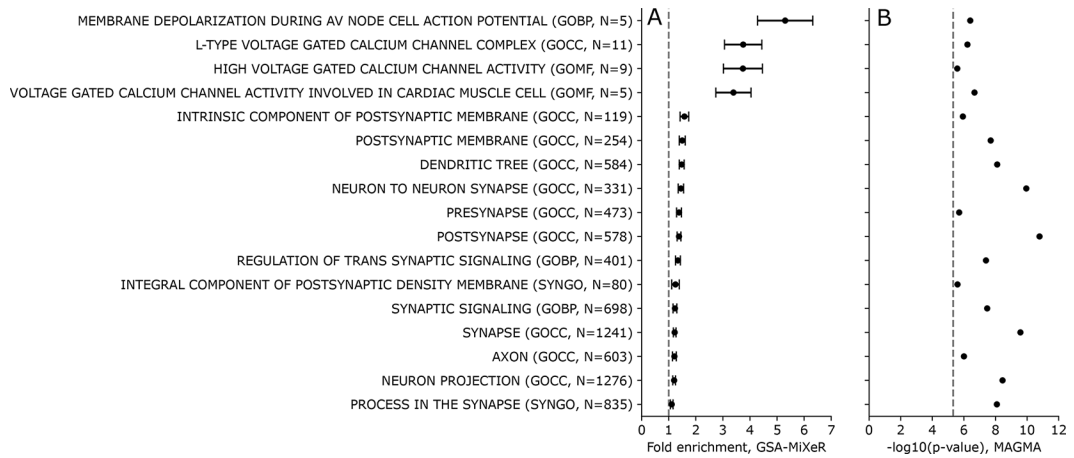 A
B
MEMBRANE DEPOLARIZATION DURING AV NODE CELL ACTION POTENTIAL (GOBP, N=5)
L-TYPE VOLTAGE GATED CALCIUM CHANNEL COMPLEX (GOCC, N=11)
HIGH VOLTAGE GATED CALCIUM CHANNEL ACTIVITY (GOMF, N=9)
VOLTAGE GATED CALCIUM CHANNEL ACTIVITY INVOLVED IN CARDIAC MUSCLE CELL (GOMF, N=5)
INTRINSIC COMPONENT OF POSTSYNAPTIC MEMBRANE (GOCC, N=119)
POSTSYNAPTIC MEMBRANE (GOCC, N=254)
DENDRITIC TREE (GOCC, N=584)
NEURON TO NEURON SYNAPSE (GOCC, N=331)
PRESYNAPSE (GOCC, N=473)
POSTSYNAPSE (GOCC, N=578)
REGULATION OF TRANS SYNAPTIC SIGNALING (GOBP, N=401)
INTEGRAL COMPONENT OF POSTSYNAPTIC DENSITY MEMBRANE (SYNGO, N=80)
SYNAPTIC SIGNALING (GOBP, N=698)
SYNAPSE (GOCC, N=1241)
AXON (GOCC, N=603)
NEURON PROJECTION (GOCC, N=1276)
PROCESS IN THE SYNAPSE (SYNGO, N=835)
0 1 2 3 4 5 6 7
Fold enrichment, GSA-MiXeR
0 2 4 6 8 10 12
-log10(p-value), MAGMA